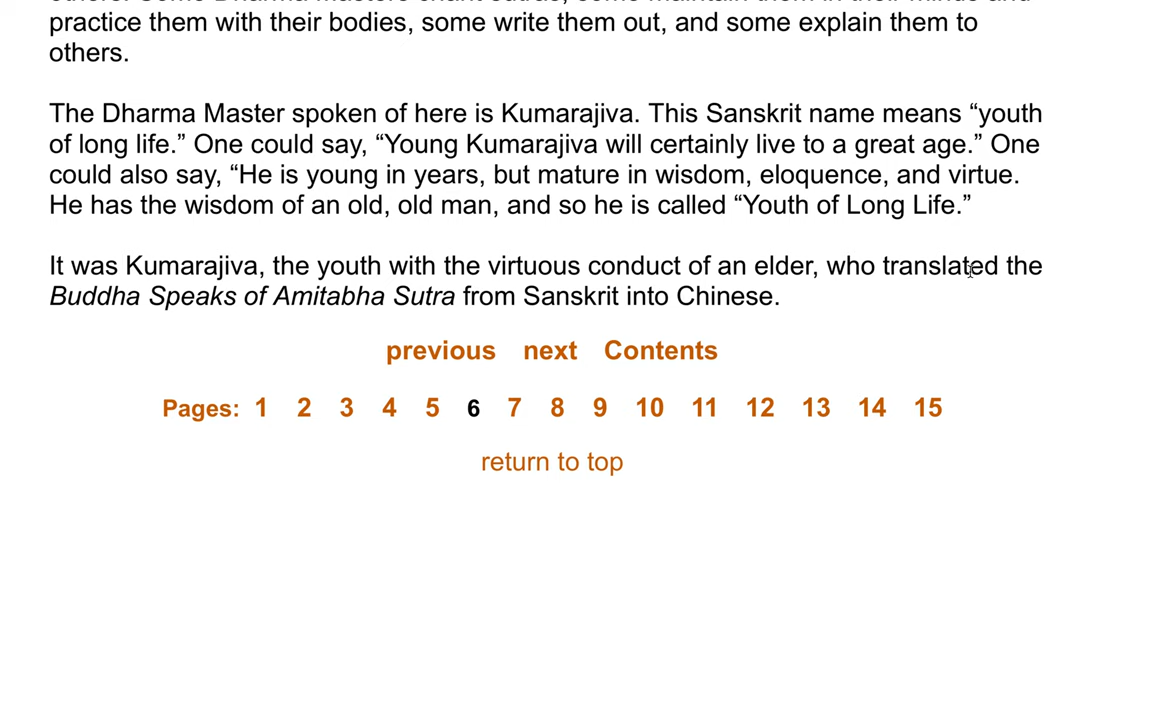 practice them with their bodies, some write them out, and some explain them to
others.
The Dharma Master spoken of here is Kumarajiva. This Sanskrit name means “youth
of long life.” One could say, “Young Kumarajiva will certainly live to a great age.” One
could also say, “He is young in years, but mature in wisdom, eloquence, and virtue.
He has the wisdom of an old, old man, and so he is called “Youth of Long Life.”
It was Kumarajiva, the youth with the virtuous conduct of an elder, who translated the
Buddha Speaks of Amitabha Sutra from Sanskrit into Chinese.
previous next Contents
Pages: 1 2 3 4 5 6 7 8 9 10 11 12 13 14 15
return to top